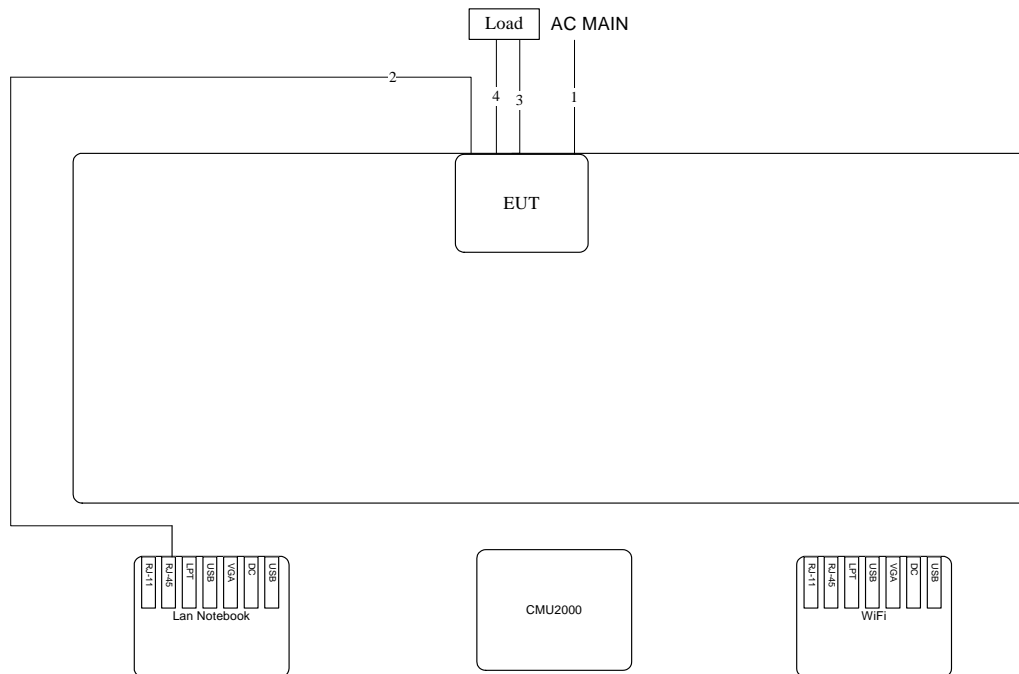 Load AC MAIN
2
4 3 1
EUT
RJ-11 RJ-45 LPT USB VGA DC USB
Lan Notebook
CMU2000
RJ-11 RJ-45 LPT USB VGA DC USB
WiFi